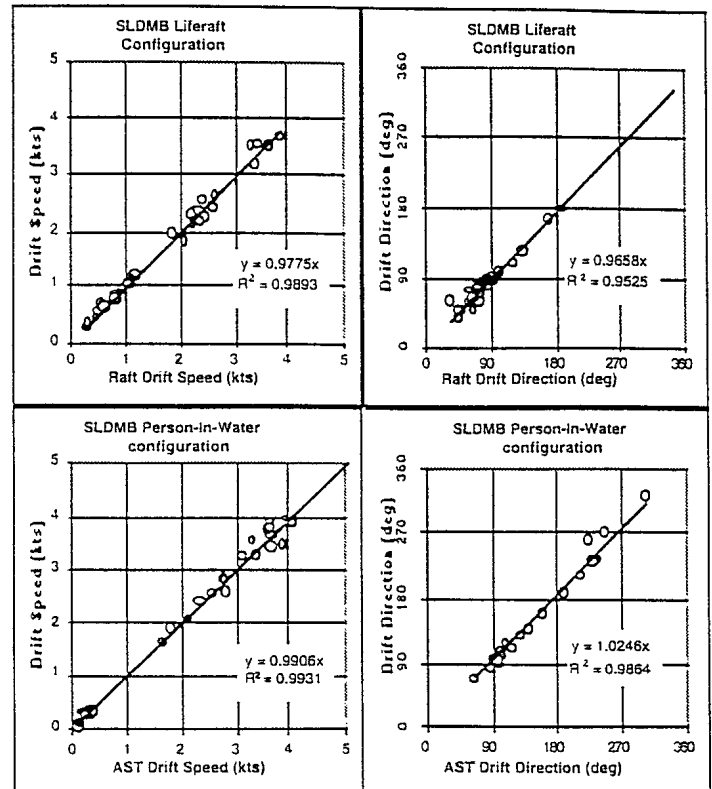 SLDMB Liferaft
Configuration
Drift Speed (kts)
5
4
3
2
1
0
y = 0.9775x
R² = 0.9893
0 1 2 3 4 5
Raft Drift Speed (kts)
SLDMB Liferaft
Configuration
Drift Direction (deg)
360
270
180
90
0
y = 0.9658x
R² = 0.9525
0 90 180 270 360
Raft Drift Direction (deg)
SLDMB Person-In-Water
configuration
Drift Speed (kts)
5
4
3
2
1
0
y = 0.9906x
R² = 0.9931
0 1 2 3 4 5
AST Drift Speed (kts)
SLDMB Person-In-Water
configuration
Drift Direction (deg)
360
270
180
90
0
y = 1.0246x
R² = 0.9864
0 90 180 270 360
AST Drift Direction (deg)